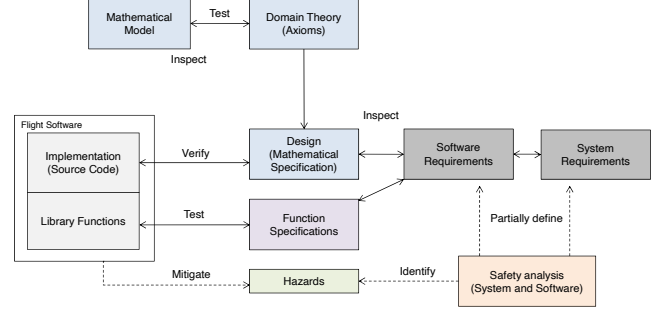 Mathematical
Model
Test
Domain Theory
(Axioms)
Inspect
Inspect
Flight Software
Implementation
(Source Code)
Verify
Design
(Mathematical
Specification)
Software
Requirements
System
Requirements
Library Functions
Test
Function
Specifications
Partially define
Mitigate
Hazards
Identify
Safety analysis
(System and Software)